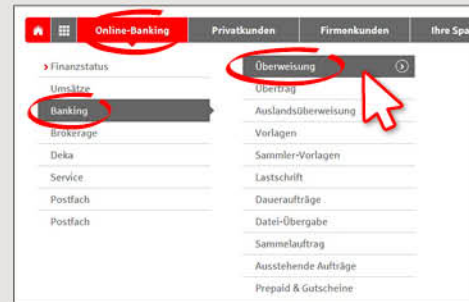 Online-Banking Privatkunden Firmenkunden Ihre Spa
Finanzstatus
Umsätze
Banking
Brokerage
Deka
Service
Postfach
Postfach
Überweisung
Übertrag
Auslandsüberweisung
Vorlagen
Sammler-Vorlagen
Lastschrift
Daueraufträge
Datei-Übergabe
Sammelauftrag
Ausstehende Aufträge
Prepaid & Gutscheine